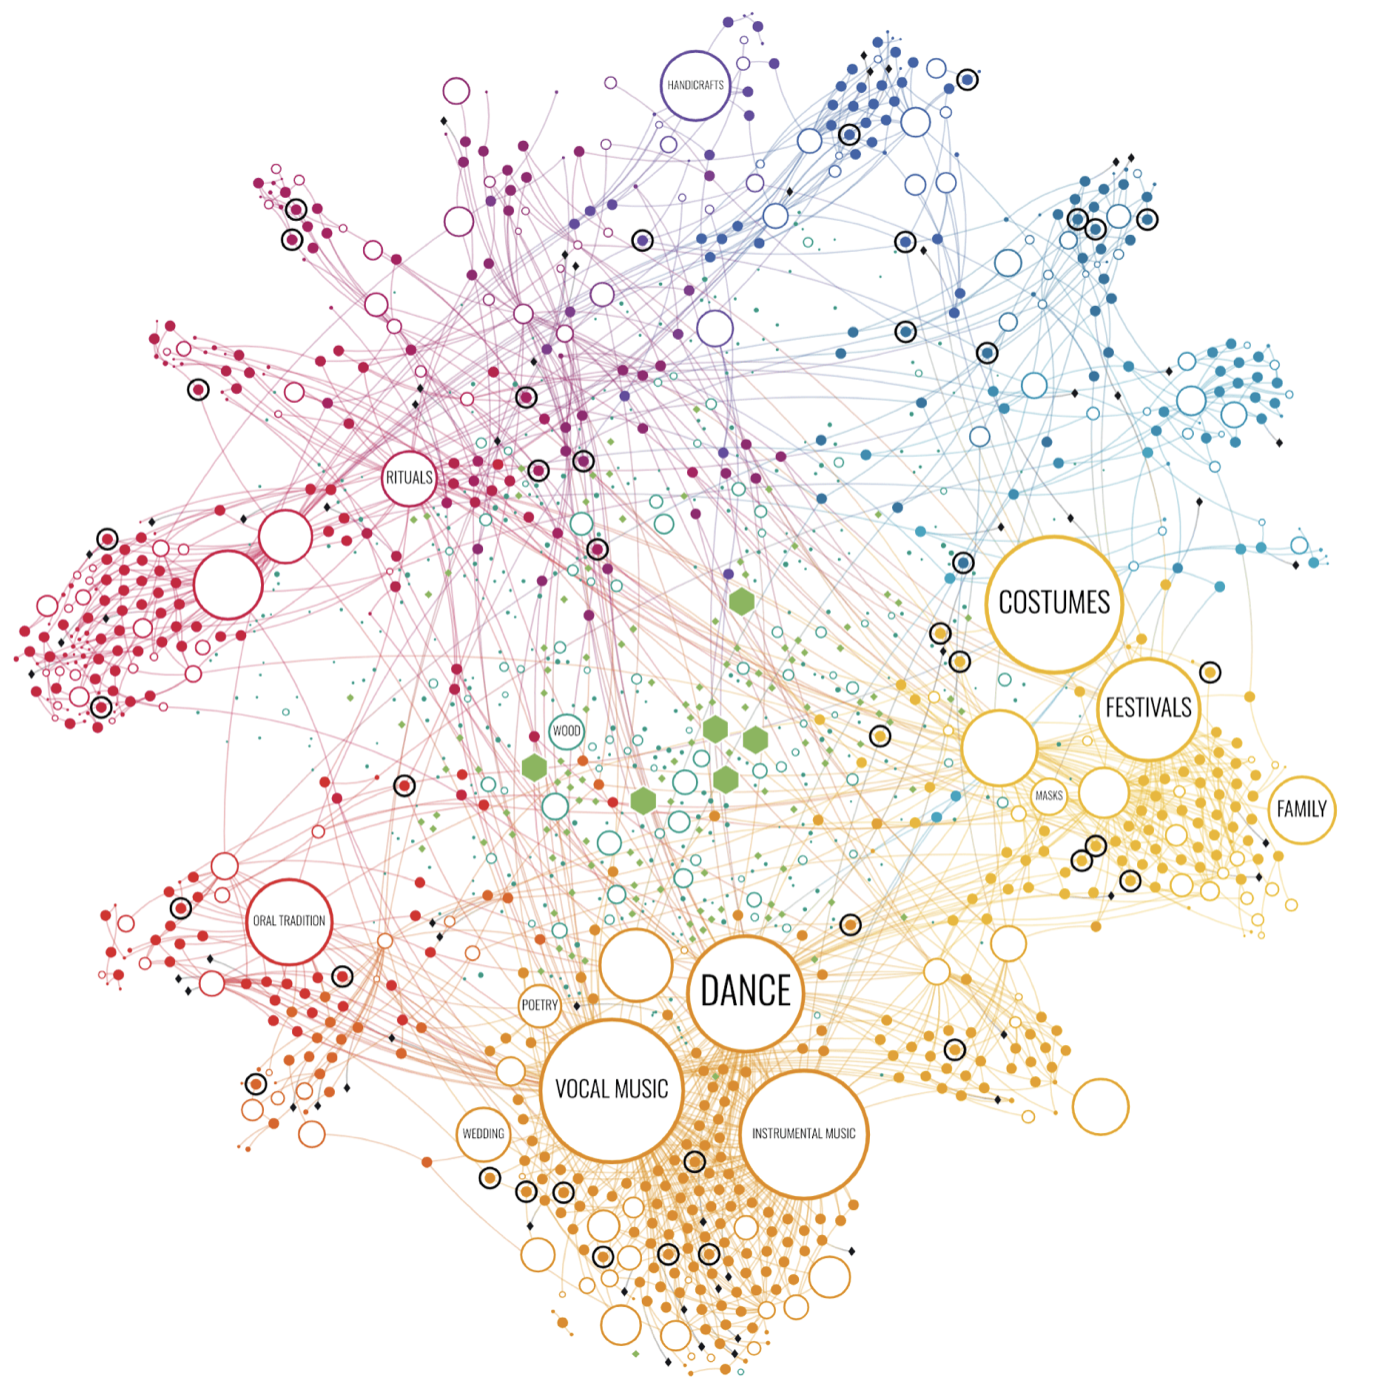 HANDICRAFTS
RITUALS
COSTUMES
FESTIVALS
WOOD
MASKS
FAMILY
ORAL TRADITION
DANCE
POETRY
VOCAL MUSIC
WEDDING
INSTRUMENTAL MUSIC